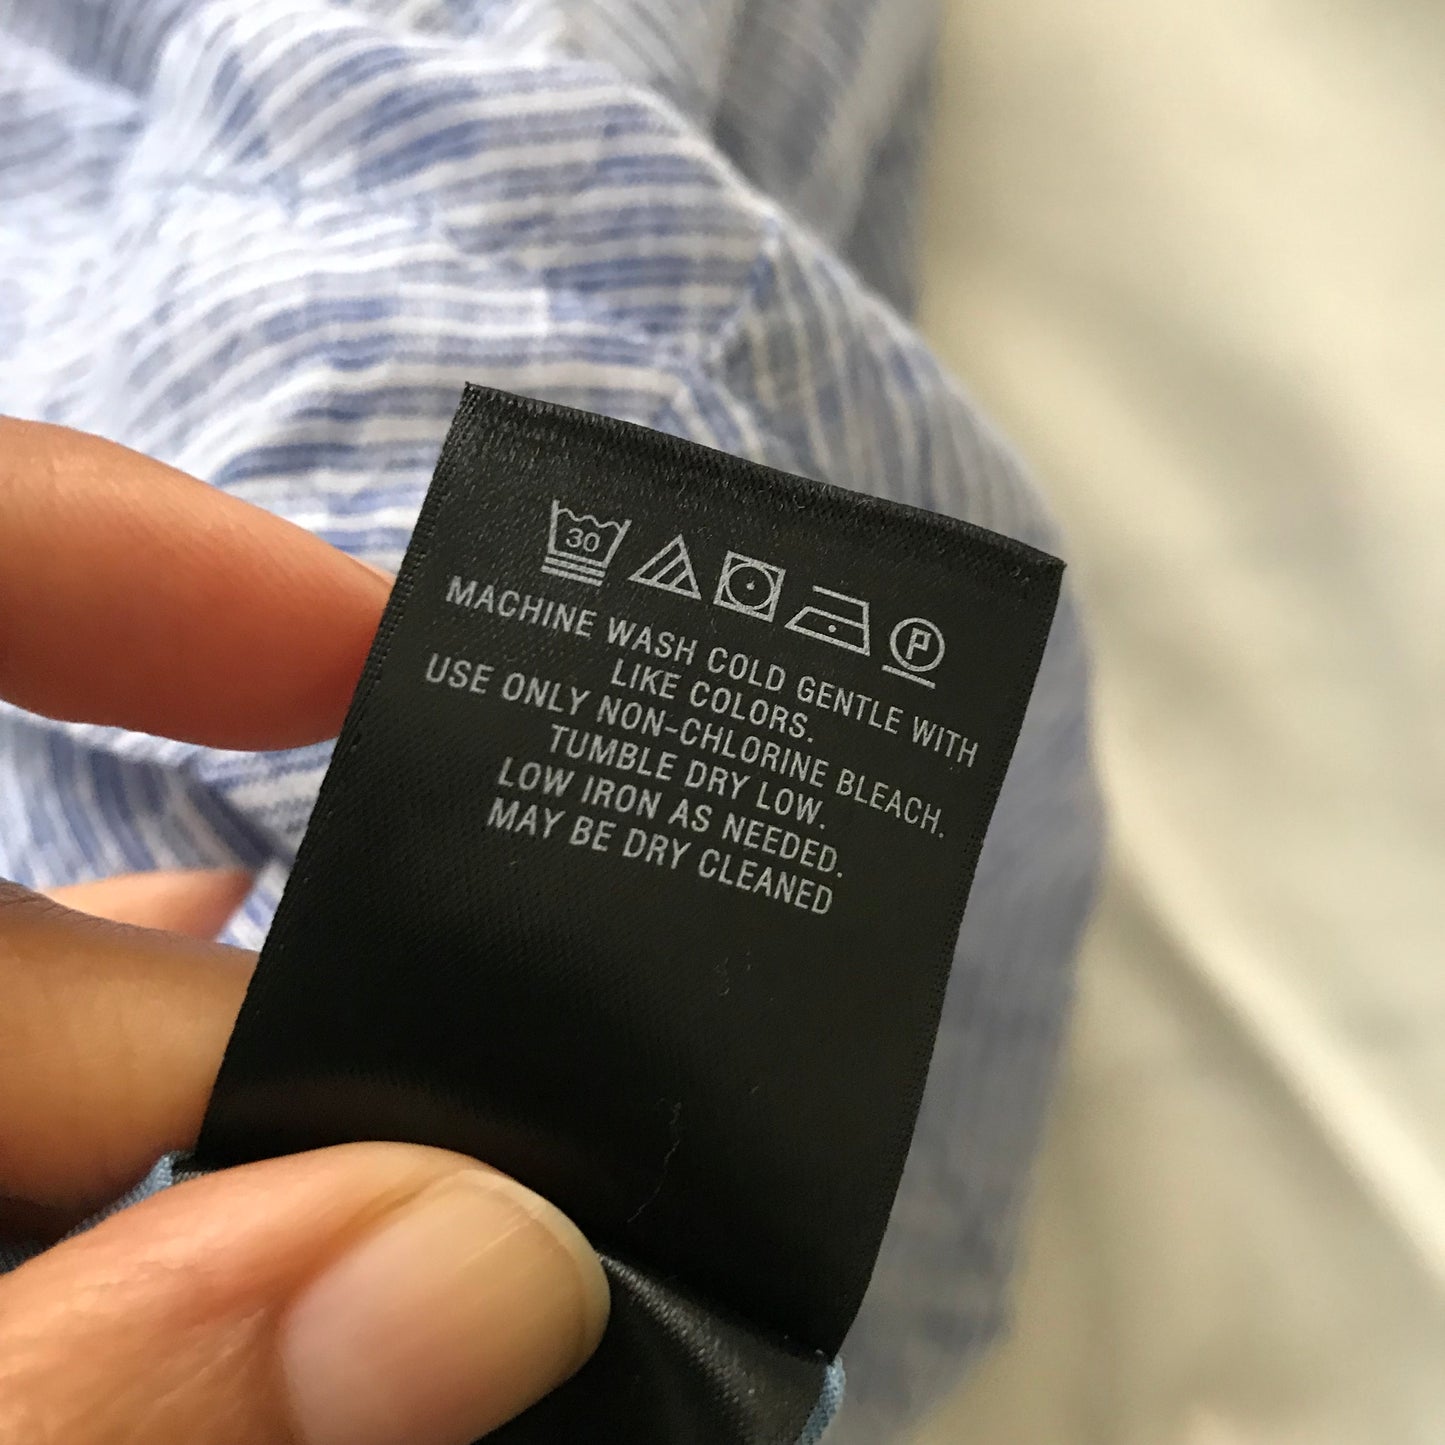 30 P
MACHINE WASH COLD GENTLE WITH
LIKE COLORS.
USE ONLY NON-CHLORINE BLEACH.
TUMBLE DRY LOW.
LOW IRON AS NEEDED.
MAY BE DRY CLEANED